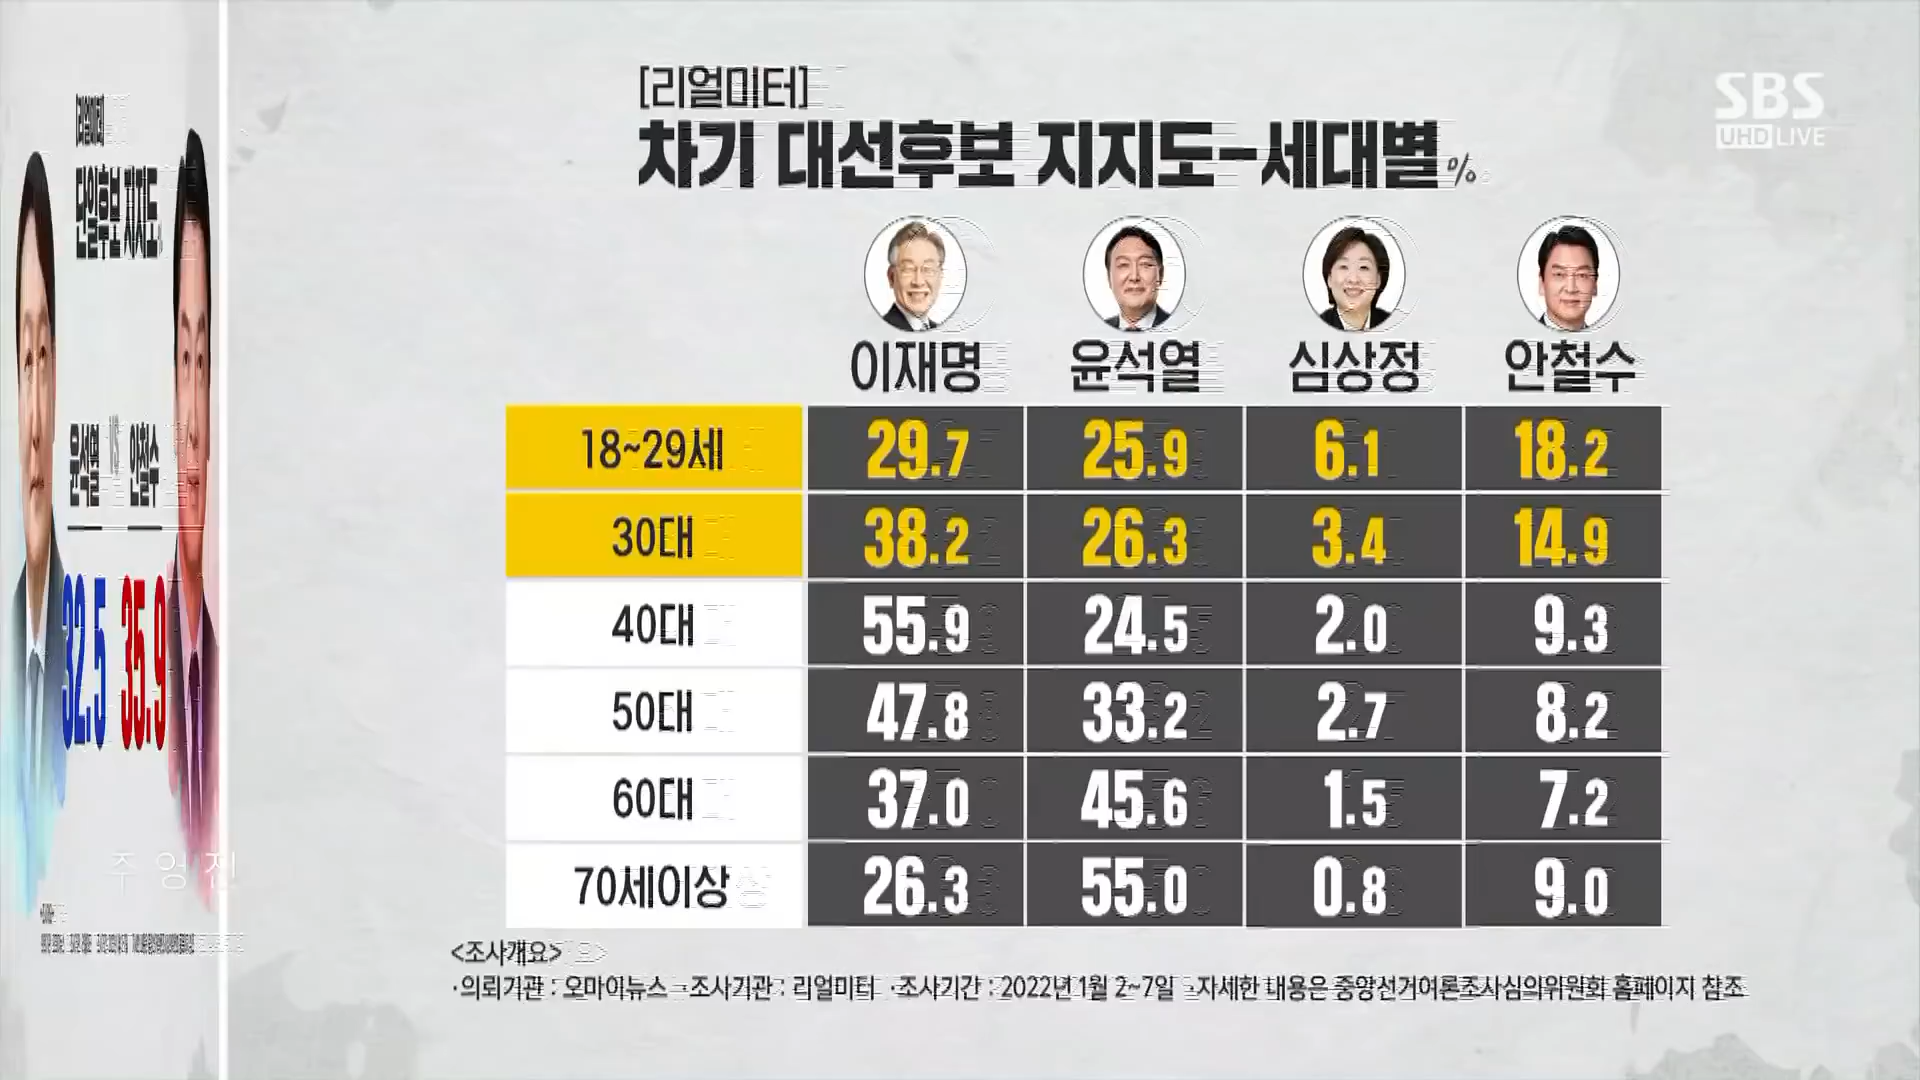 [리얼미터]
차기 대선후보 지지도-세대별 %
SBS
UHD LIVE
이재명 윤석열 심상정 안철수
18~29세 29.7 25.9 6.1 18.2
30대 38.2 26.3 3.4 14.9
40대 55.9 24.5 2.0 9.3
50대 47.8 33.2 2.7 8.2
60대 37.0 45.6 1.5 7.2
70세이상 26.3 55.0 0.8 9.0
<조사개요>
·의뢰기관 : 오마이뉴스 ·조사기관 : 리얼미터 ·조사기간 : 2022년 1월 2~7일 ·자세한 내용은 중앙선거여론조사심의위원회 홈페이지 참조
[리얼미터]
단일후보 지지도
윤석열 VS 안철수
32.5 35.9
주영진